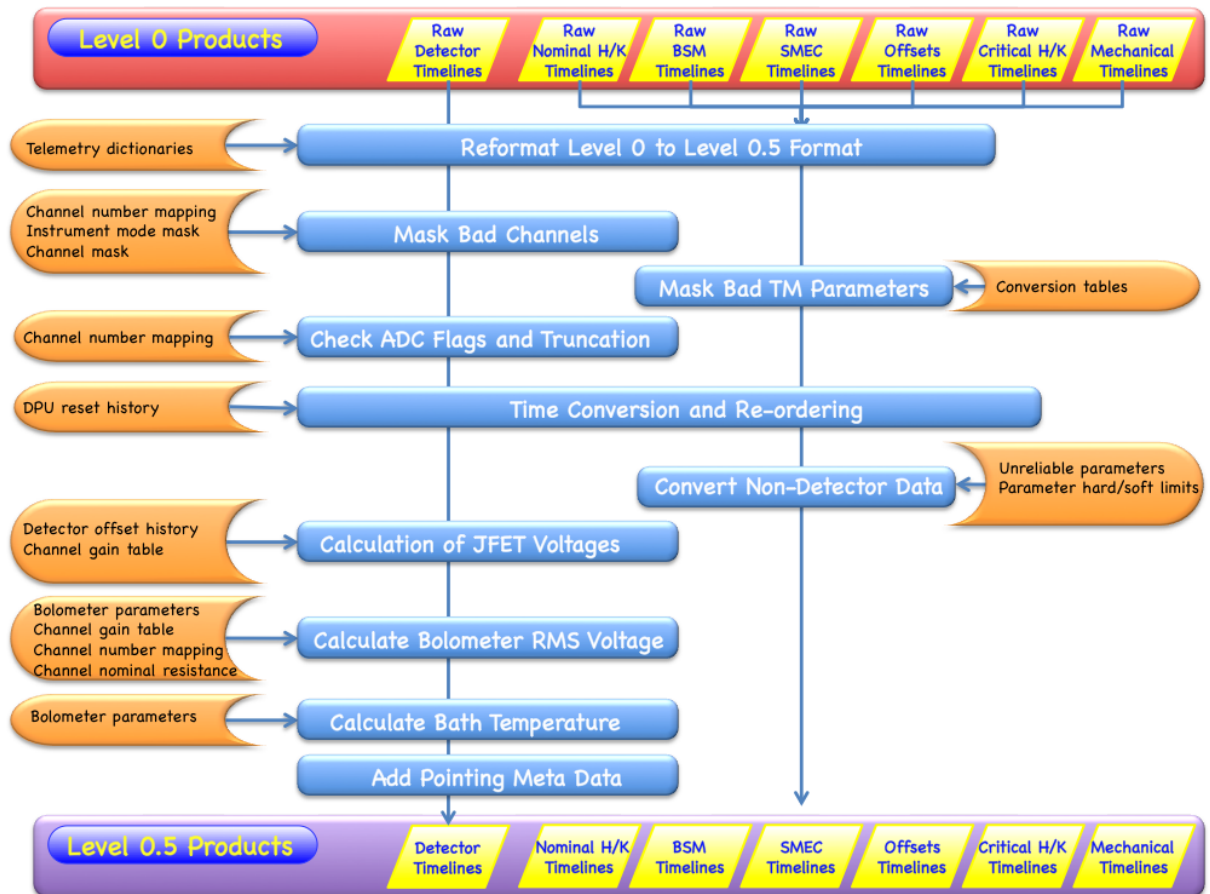 Level 0 Products
Raw
Detector
Timelines
Raw
Nominal H/K
Timelines
Raw
BSM
Timelines
Raw
SMEC
Timelines
Raw
Offsets
Timelines
Raw
Critical H/K
Timelines
Raw
Mechanical
Timelines
Telemetry dictionaries
Reformat Level 0 to Level 0.5 Format
Channel number mapping
Instrument mode mask
Channel mask
Mask Bad Channels
Mask Bad TM Parameters
Conversion tables
Channel number mapping
Check ADC Flags and Truncation
DPU reset history
Time Conversion and Re-ordering
Convert Non-Detector Data
Unreliable parameters
Parameter hard/soft limits
Detector offset history
Channel gain table
Calculation of JFET Voltages
Bolometer parameters
Channel gain table
Channel number mapping
Channel nominal resistance
Calculate Bolometer RMS Voltage
Bolometer parameters
Calculate Bath Temperature
Add Pointing Meta Data
Level 0.5 Products
Detector
Timelines
Nominal H/K
Timelines
BSM
Timelines
SMEC
Timelines
Offsets
Timelines
Critical H/K
Timelines
Mechanical
Timelines